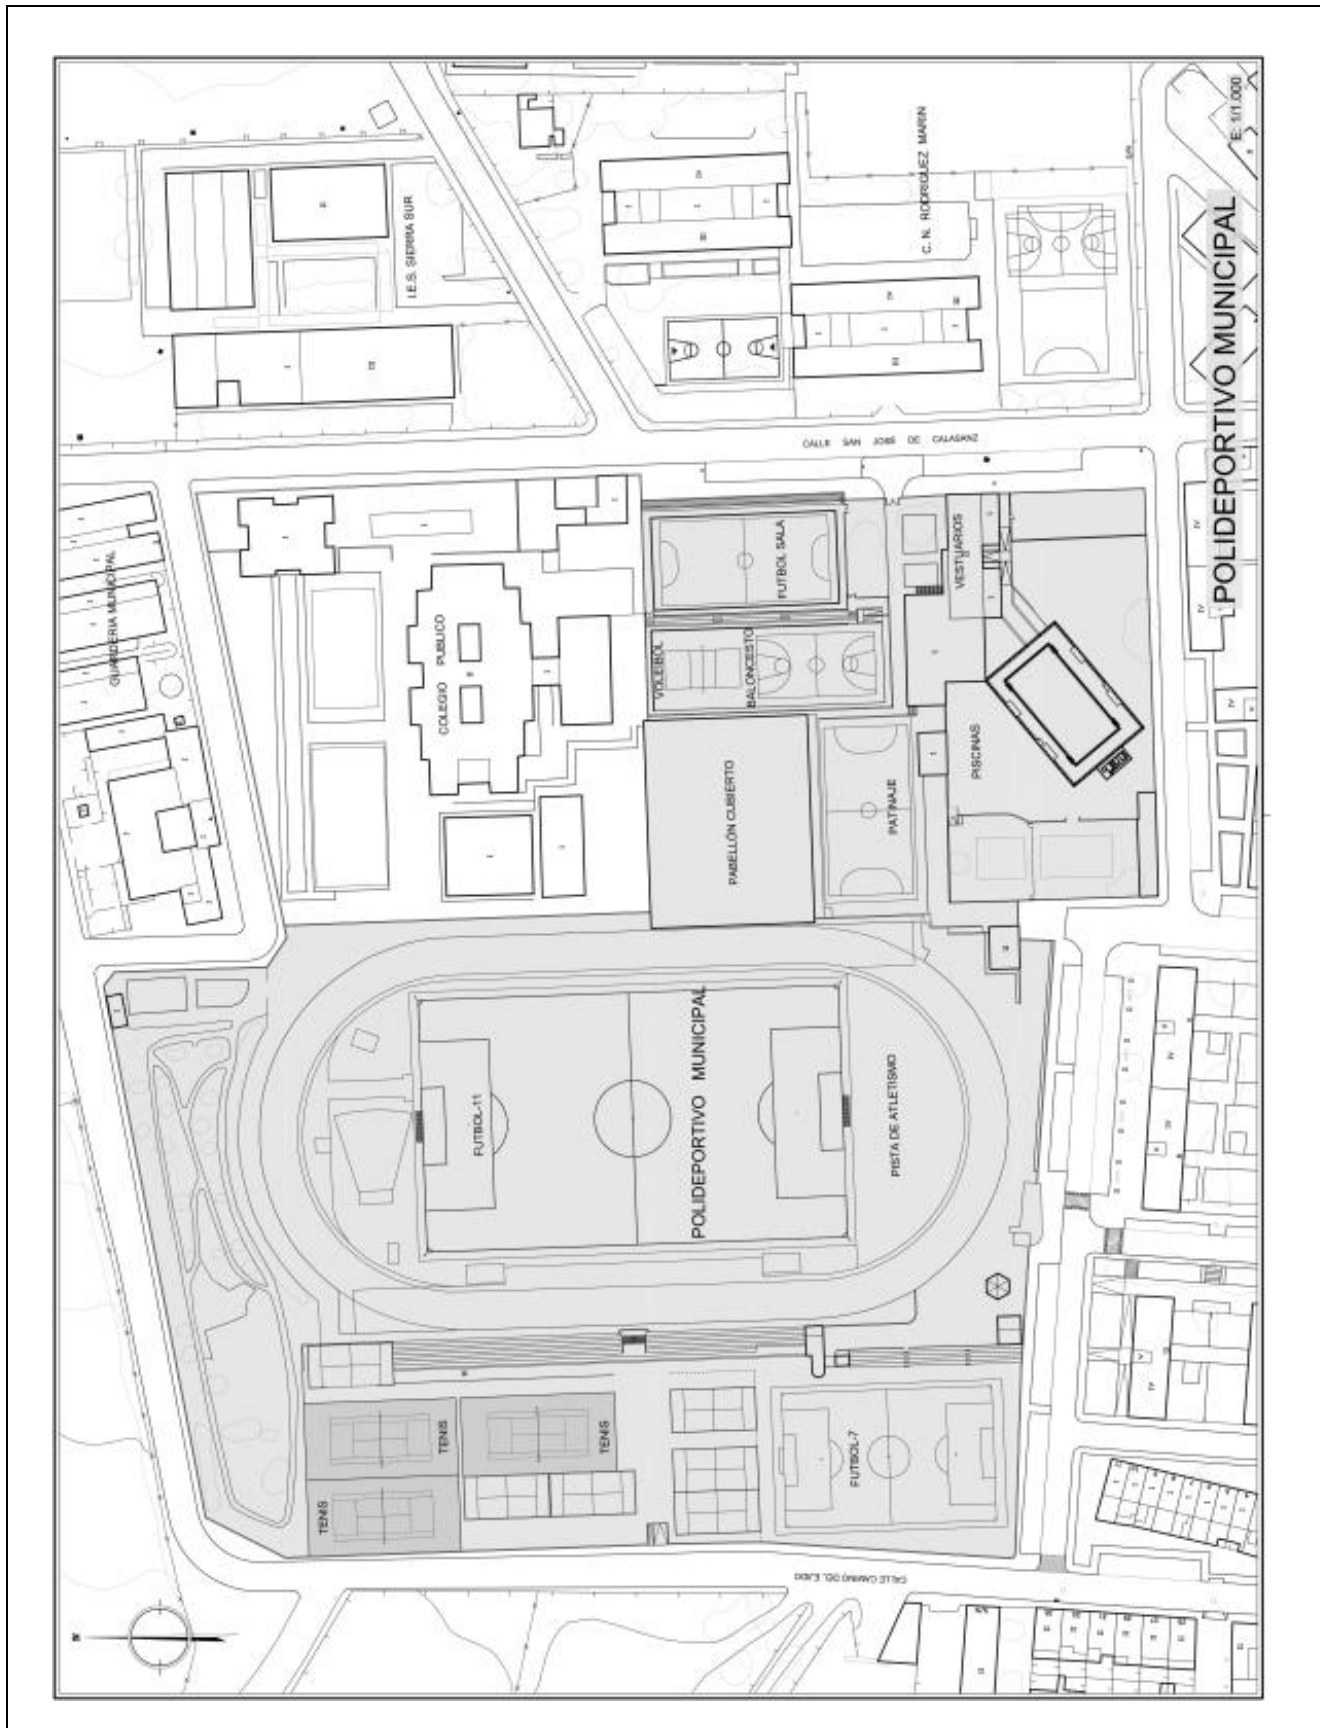 E: 1/1.000
POLIDEPORTIVO MUNICIPAL
C. N. RODRIGUEZ MARIN
I.E.S. SIERRA SUR
CALLE SAN JOSE DE CALASANZ
GUARDERIA MUNICIPAL
COLEGIO PUBLICO
FUTBOL SALA
VESTUARIOS
VOLEIBOL
BALONCESTO
PISCINAS
PABELLÓN CUBIERTO
PATINAJE
FUTBOL-11
POLIDEPORTIVO MUNICIPAL
PISTA DE ATLETISMO
TENIS
TENIS
TENIS
FUTBOL-7
CALLE CAMINO DEL EJIDO